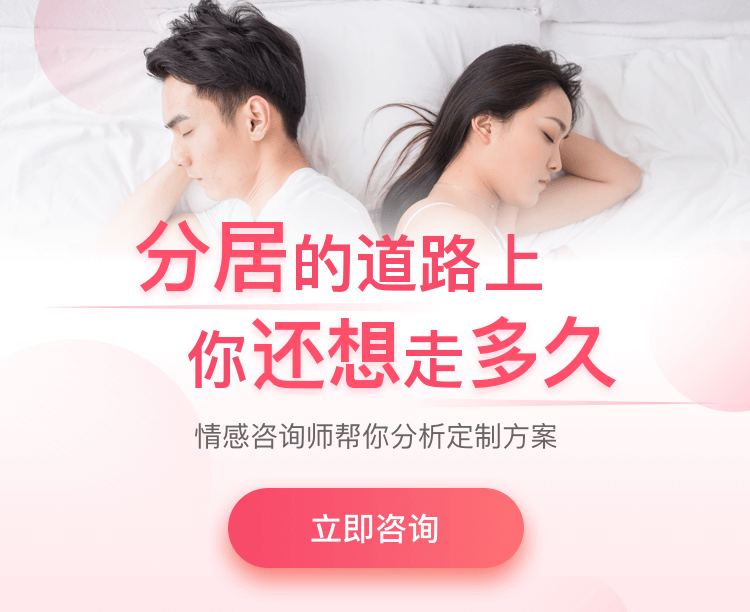 分居的道路上
你还想走多久
情感咨询师帮你分析定制方案
立即咨询